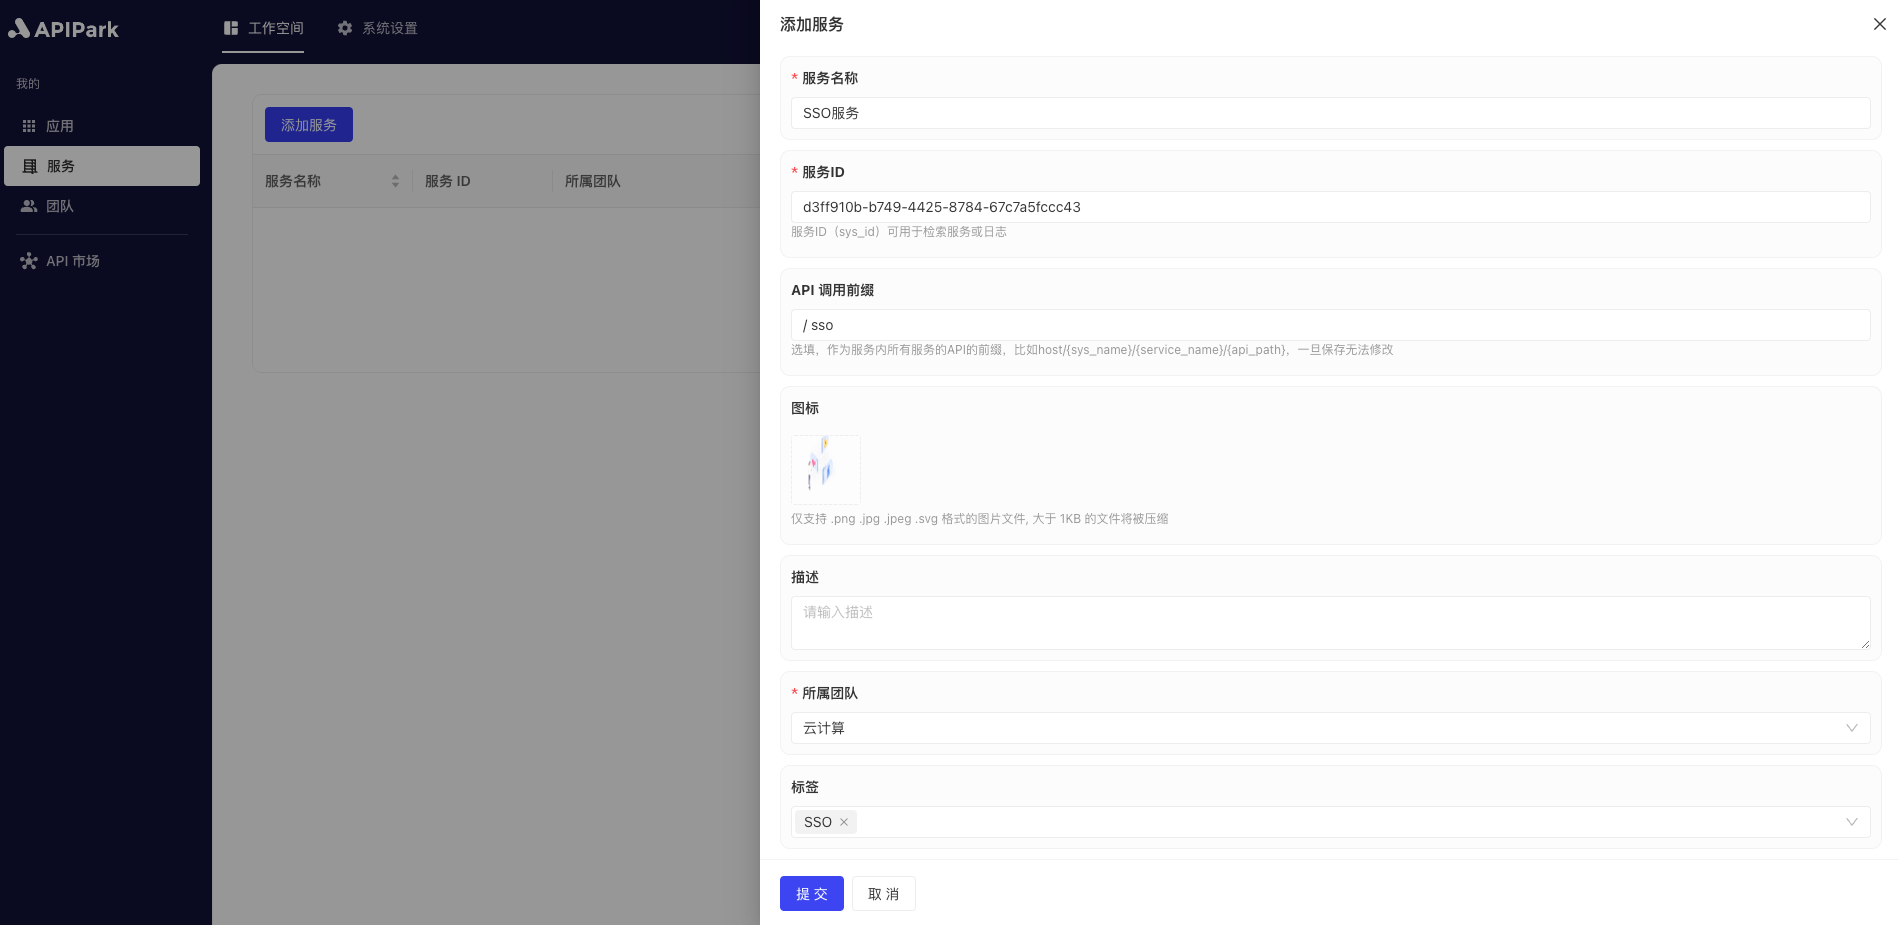 APIPark
工作空间
系统设置
我的
应用
服务
团队
API 市场
添加服务
服务名称
服务 ID
所属团队
添加服务
* 服务名称
SSO服务
* 服务ID
d3ff910b-b749-4425-8784-67c7a5fccc43
服务ID（sys_id）可用于检索服务或日志
API 调用前缀
/ sso
选填，作为服务内所有服务的API的前缀，比如host/{sys_name}/{service_name}/{api_path}，一旦保存无法修改
图标
仅支持 .png .jpg .jpeg .svg 格式的图片文件, 大于 1KB 的文件将被压缩
描述
请输入描述
* 所属团队
云计算
标签
SSO
提 交
取 消